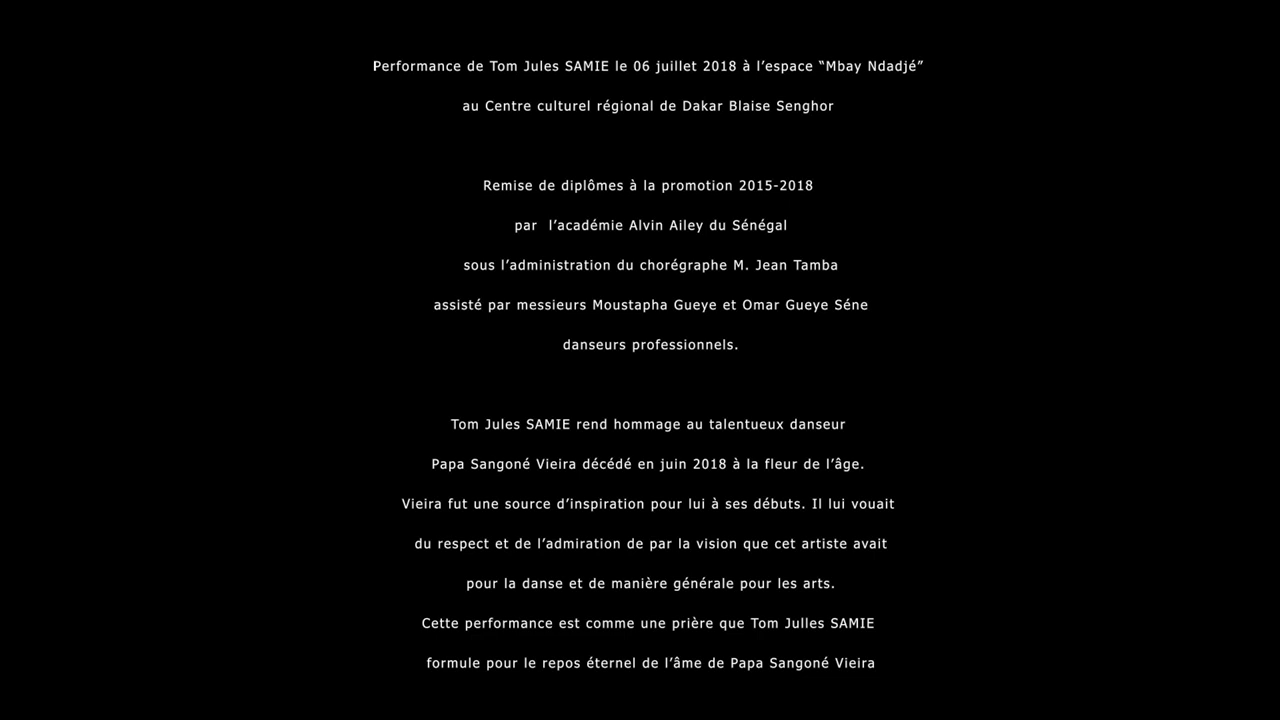 Performance de Tom Jules SAMIE le 06 juillet 2018 à l’espace “Mbay Ndadjé”
au Centre culturel régional de Dakar Blaise Senghor
Remise de diplômes à la promotion 2015-2018
par l’académie Alvin Ailey du Sénégal
sous l’administration du chorégraphe M. Jean Tamba
assisté par messieurs Moustapha Gueye et Omar Gueye Séne
danseurs professionnels.
Tom Jules SAMIE rend hommage au talentueux danseur
Papa Sangoné Vieira décédé en juin 2018 à la fleur de l’âge.
Vieira fut une source d’inspiration pour lui à ses débuts. Il lui vouait
du respect et de l’admiration de par la vision que cet artiste avait
pour la danse et de manière générale pour les arts.
Cette performance est comme une prière que Tom Julles SAMIE
formule pour le repos éternel de l’âme de Papa Sangoné Vieira